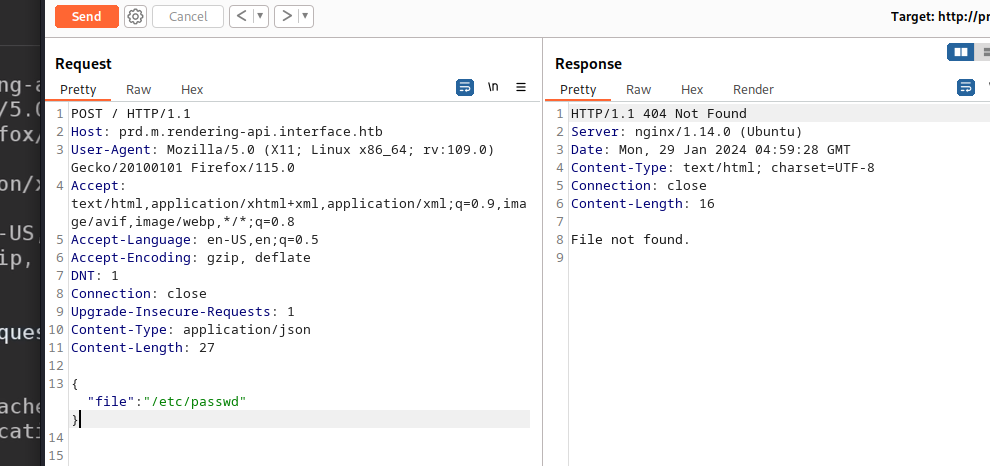 Send
Cancel
<
>
Target: http://pr
Request
Response
Pretty Raw Hex
\n
Pretty Raw Hex Render
1 POST / HTTP/1.1
2 Host: prd.m.rendering-api.interface.htb
3 User-Agent: Mozilla/5.0 (X11; Linux x86_64; rv:109.0)
Gecko/20100101 Firefox/115.0
4 Accept:
text/html,application/xhtml+xml,application/xml;q=0.9,ima
ge/avif,image/webp,*/*;q=0.8
5 Accept-Language: en-US,en;q=0.5
6 Accept-Encoding: gzip, deflate
7 DNT: 1
8 Connection: close
9 Upgrade-Insecure-Requests: 1
10 Content-Type: application/json
11 Content-Length: 27
12
13 {
"file":"/etc/passwd"
}
14
15
1 HTTP/1.1 404 Not Found
2 Server: nginx/1.14.0 (Ubuntu)
3 Date: Mon, 29 Jan 2024 04:59:28 GMT
4 Content-Type: text/html; charset=UTF-8
5 Connection: close
6 Content-Length: 16
7
8 File not found.
9
ng-a
/5.0
fox/
on/x
-US,
ip,
ques
ache
cati